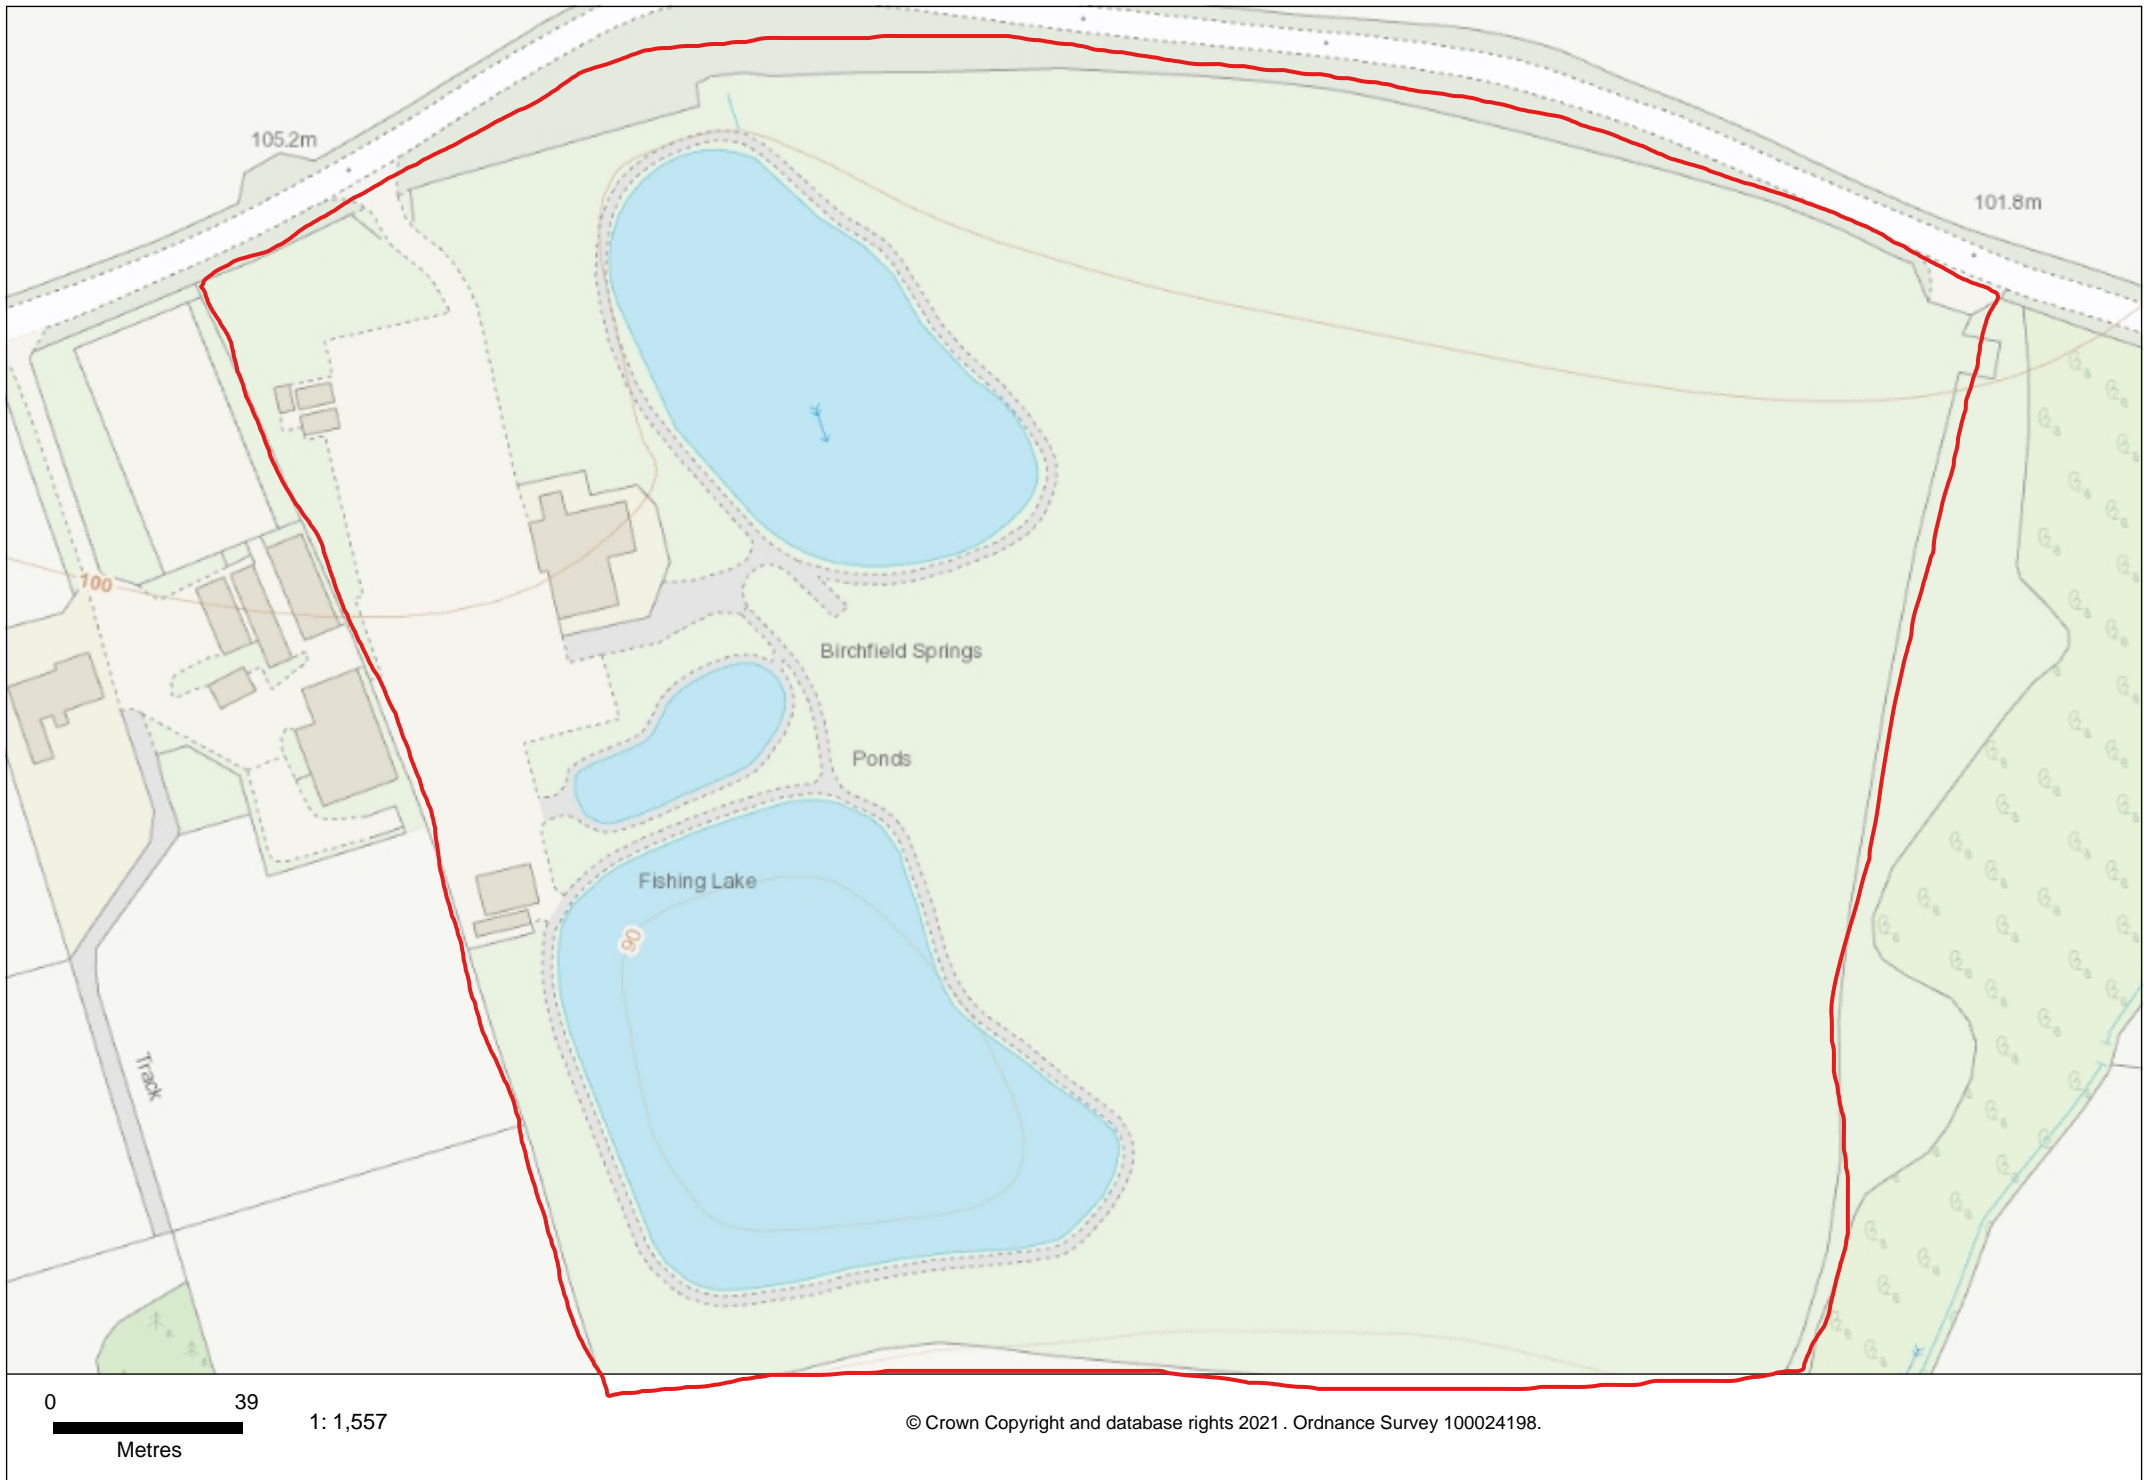 105.2m
101.8m
100
Birchfield Springs
Ponds
Fishing Lake
90
Track
0 39
1: 1,557
Metres
© Crown Copyright and database rights 2021. Ordnance Survey 100024198.